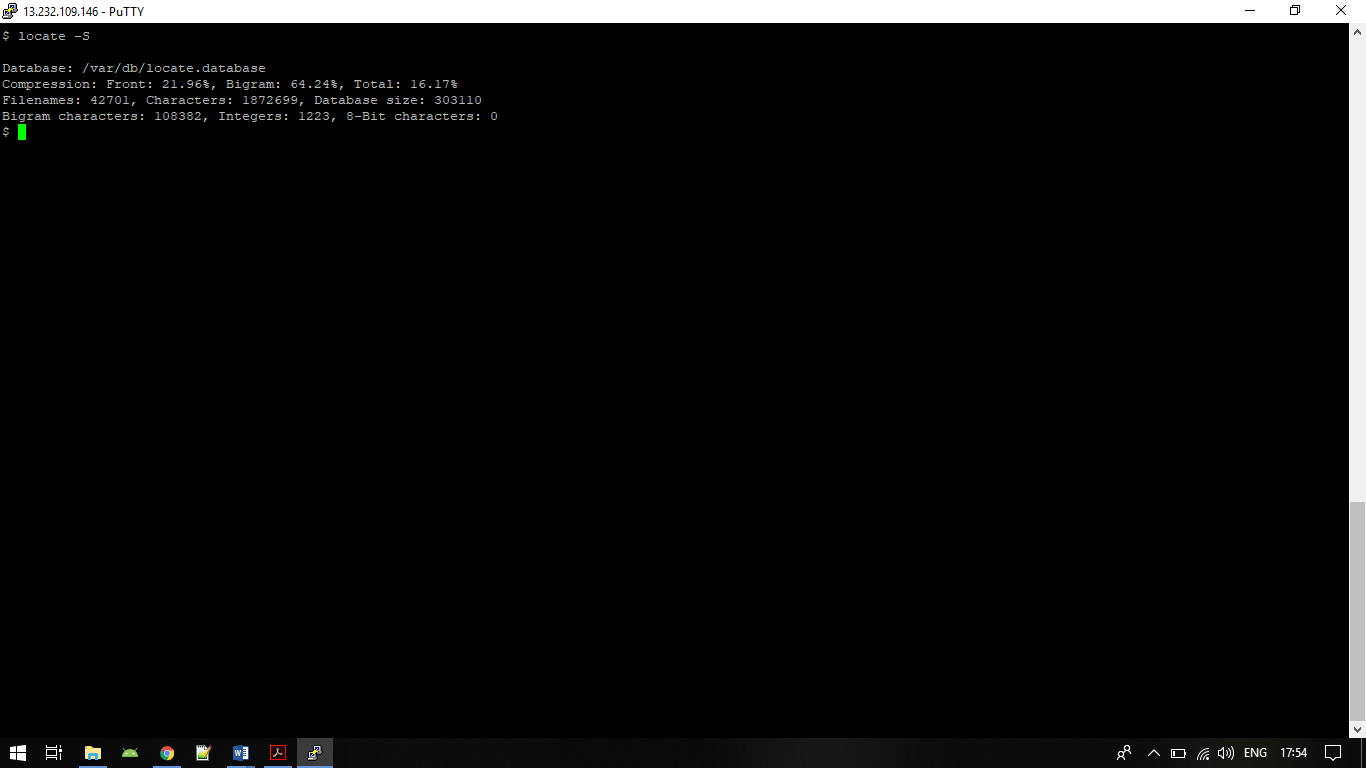 13.232.109.146 - PuTTY
$ locate -S
Database: /var/db/locate.database
Compression: Front: 21.96%, Bigram: 64.24%, Total: 16.17%
Filenames: 42701, Characters: 1872699, Database size: 303110
Bigram characters: 108382, Integers: 1223, 8-Bit characters: 0
$
ENG
17:54